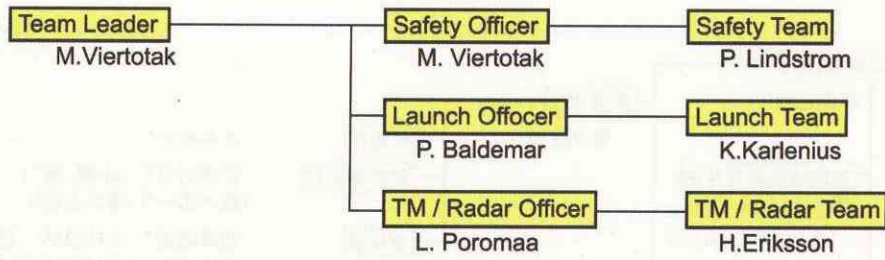 Team Leader
M.Viertotak
Safety Officer
M. Viertotak
Safety Team
P. Lindstrom
Launch Offocer
P. Baldemar
Launch Team
K.Karlenius
TM / Radar Officer
L. Poromaa
TM / Radar Team
H.Eriksson